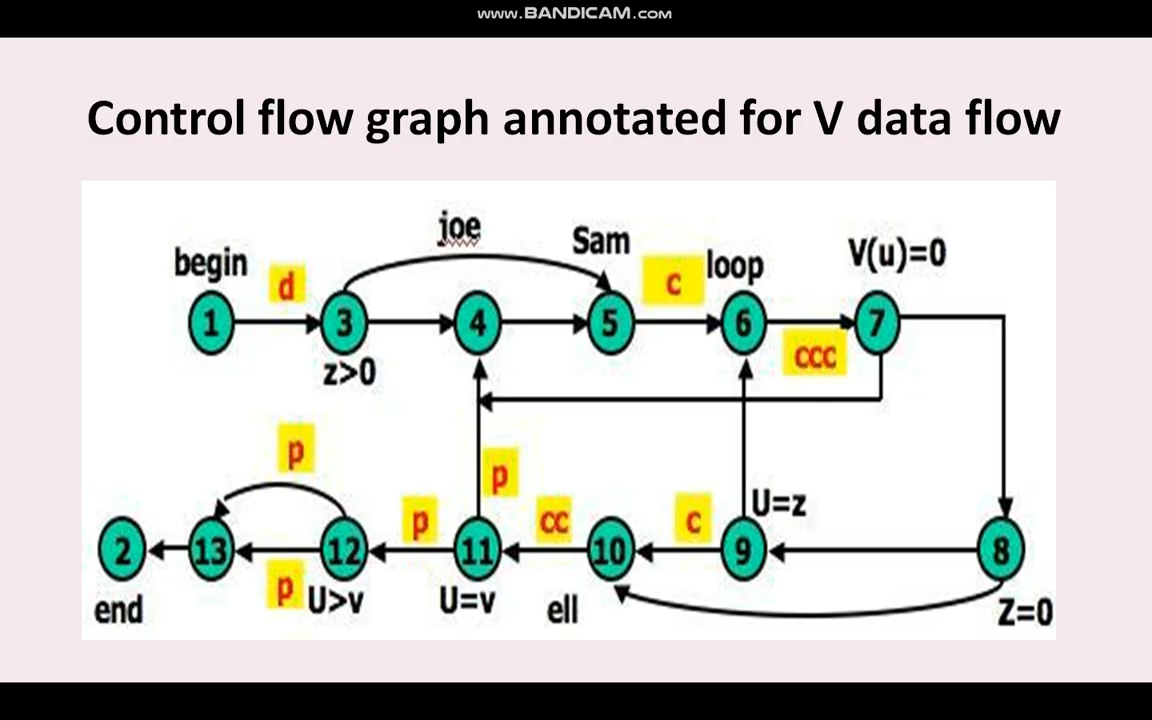 www.BANDICAM.com
Control flow graph annotated for V data flow
joe
begin
Sam
loop
V(u)=0
d
c
1
3
4
5
6
7
z>0
ccc
p
p
p
cc
c
U=z
2
13
12
11
10
9
8
end
p
U>v
U=v
ell
Z=0